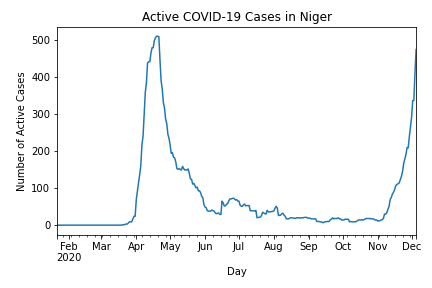 Active COVID-19 Cases in Niger
Number of Active Cases
500
400
300
200
100
0
Feb
2020
Mar
Apr
May
Jun
Jul
Aug
Sep
Oct
Nov
Dec
Day